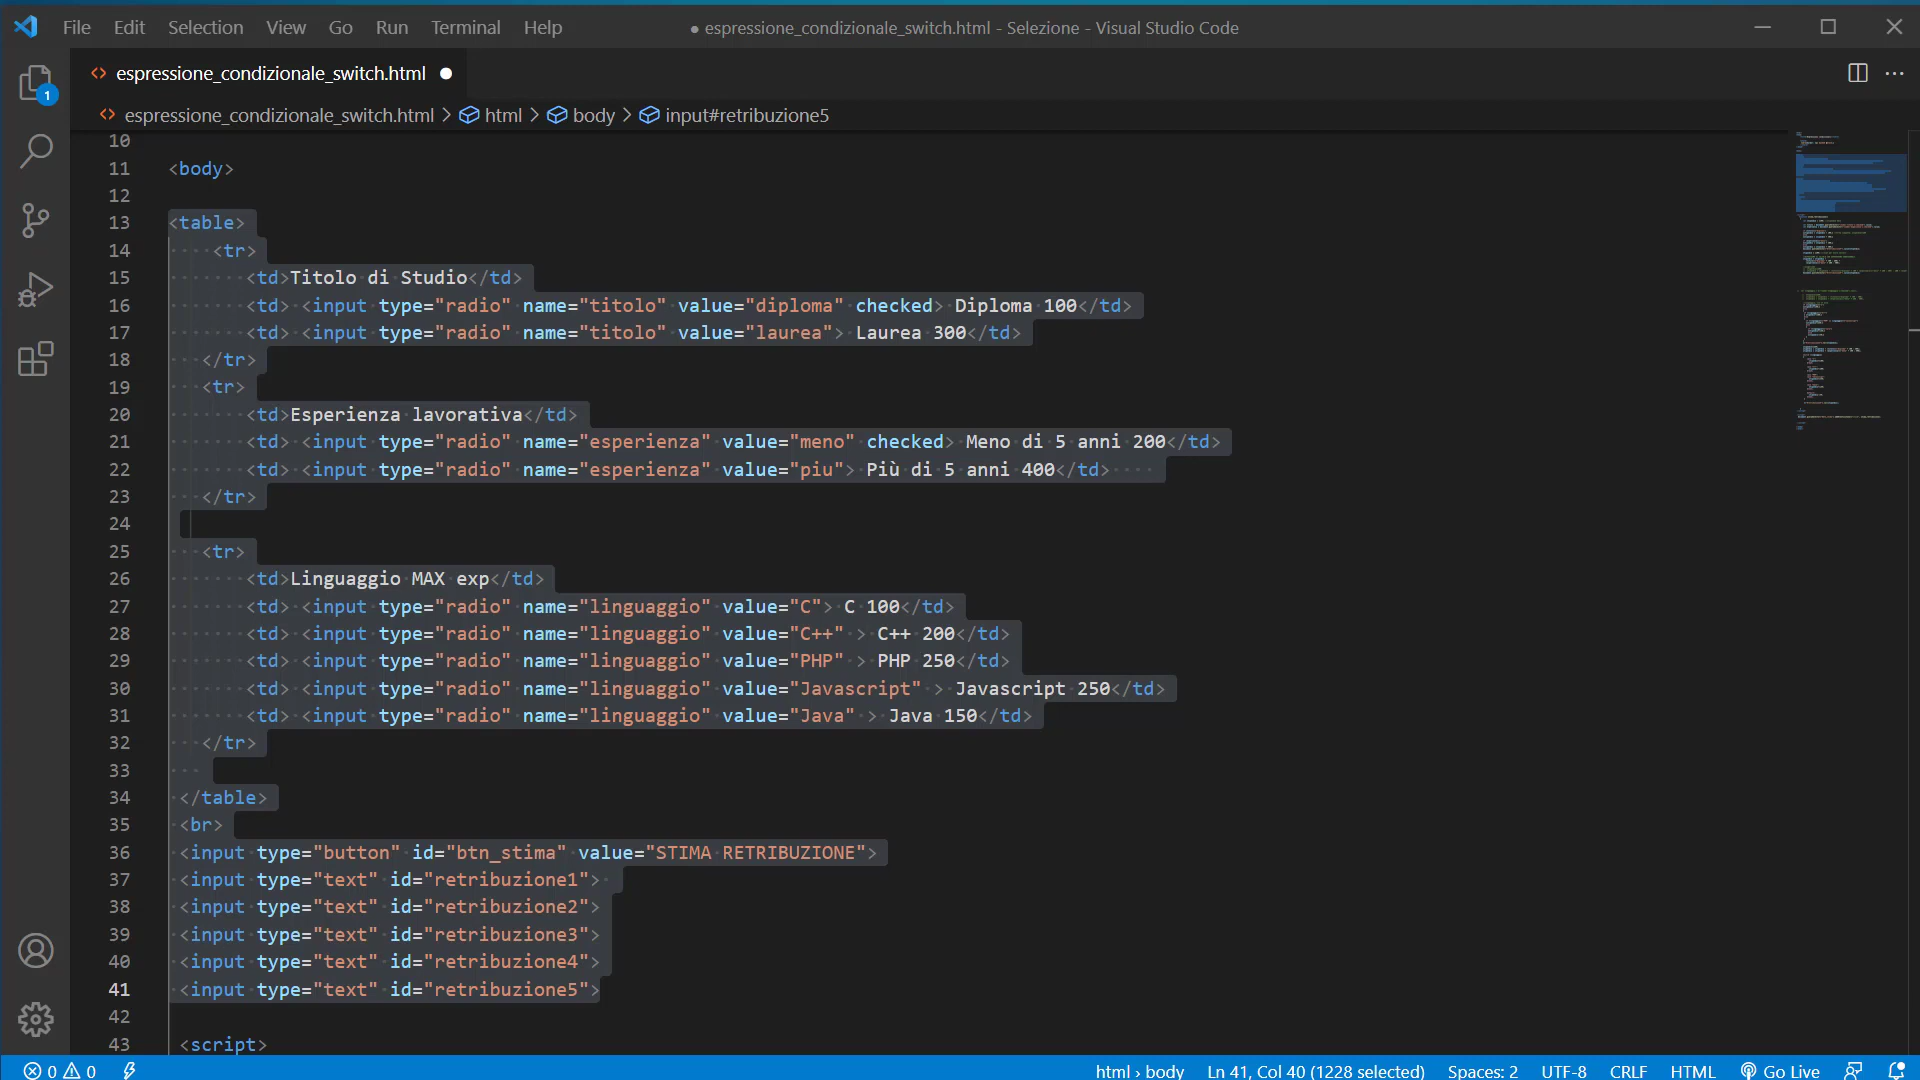 File Edit Selection View Go Run Terminal Help ● espressione_condizionale_switch.html - Selezione - Visual Studio Code
espressione_condizionale_switch.html
1
espressione_condizionale_switch.html > html > body > input#retribuzione5
10
11 <body>
12
13 <table>
14 <tr>
15 <td>Titolo di Studio</td>
16 <td> <input type="radio" name="titolo" value="diploma" checked> Diploma 100</td>
17 <td> <input type="radio" name="titolo" value="laurea"> Laurea 300</td>
18 </tr>
19 <tr>
20 <td>Esperienza lavorativa</td>
21 <td> <input type="radio" name="esperienza" value="meno" checked> Meno di 5 anni 200</td>
22 <td> <input type="radio" name="esperienza" value="piu"> Più di 5 anni 400</td>
23 </tr>
24
25 <tr>
26 <td>Linguaggio MAX exp</td>
27 <td> <input type="radio" name="linguaggio" value="C"> C 100</td>
28 <td> <input type="radio" name="linguaggio" value="C++" > C++ 200</td>
29 <td> <input type="radio" name="linguaggio" value="PHP" > PHP 250</td>
30 <td> <input type="radio" name="linguaggio" value="Javascript" > Javascript 250</td>
31 <td> <input type="radio" name="linguaggio" value="Java" > Java 150</td>
32 </tr>
33
34 </table>
35 <br>
36 <input type="button" id="btn_stima" value="STIMA RETRIBUZIONE">
37 <input type="text" id="retribuzione1">
38 <input type="text" id="retribuzione2">
39 <input type="text" id="retribuzione3">
40 <input type="text" id="retribuzione4">
41 <input type="text" id="retribuzione5">
42
43 <script>
0 0 html › body Ln 41, Col 40 (1228 selected) Spaces: 2 UTF-8 CRLF HTML Go Live